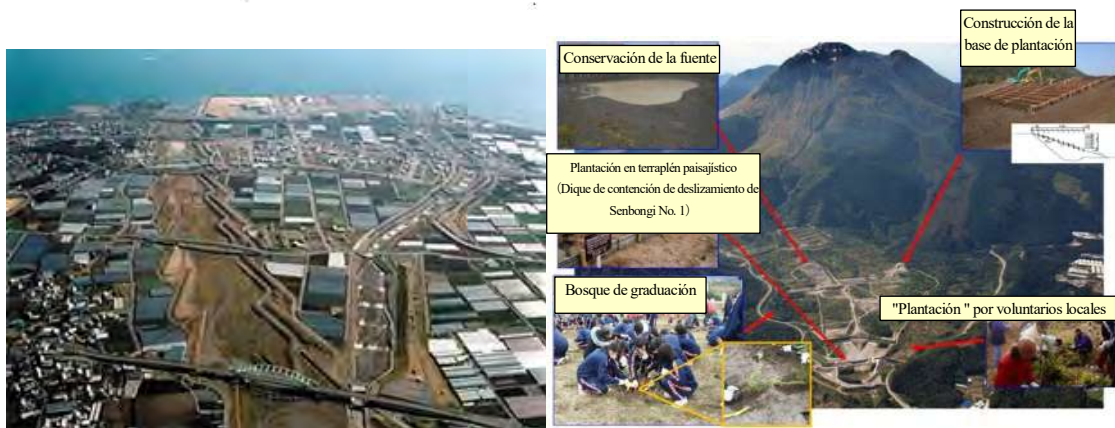 Conservación de la fuente
Construcción de la
base de plantación
Plantación en terraplén paisajístico
(Dique de contención de deslizamiento de
Senbongi No. 1)
Bosque de graduación
"Plantación " por voluntarios locales